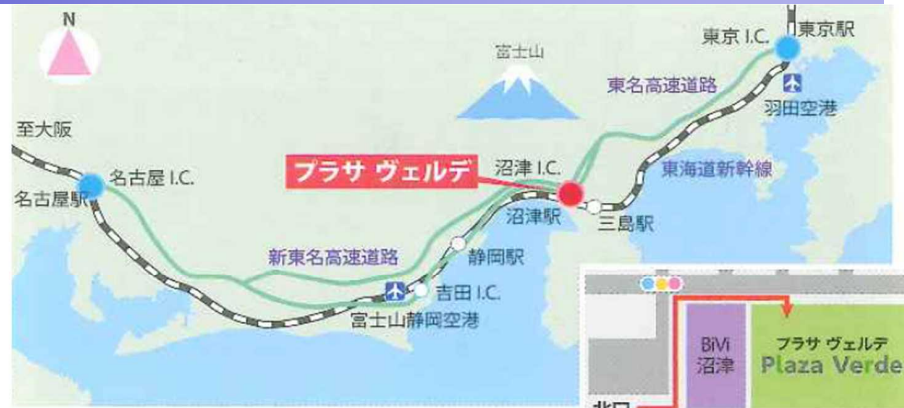 N
東京 I.C.
東京駅
富士山
東名高速道路
羽田空港
至大阪
名古屋 I.C.
プラサ ヴェルデ
沼津 I.C.
東海道新幹線
名古屋駅
沼津駅
三島駅
新東名高速道路
静岡駅
吉田 I.C.
富士山静岡空港
BiVi
沼津
プラサ ヴェルデ
Plaza Verde
北口